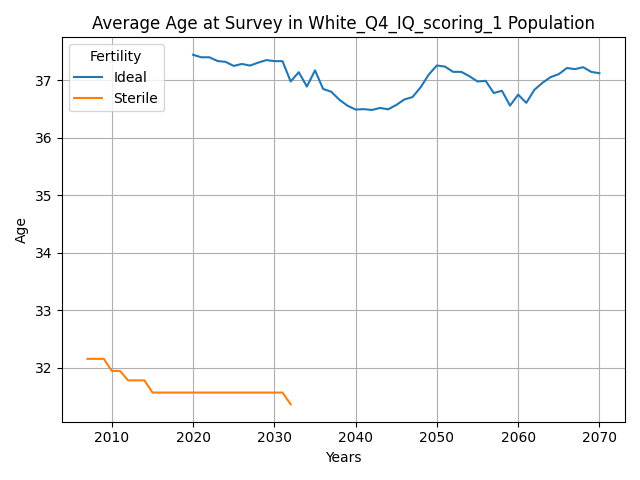 Average Age at Survey in White_Q4_IQ_scoring_1 Population
Fertility
Ideal
Sterile
37
36
35
34
33
32
Age
2010 2020 2030 2040 2050 2060 2070
Years